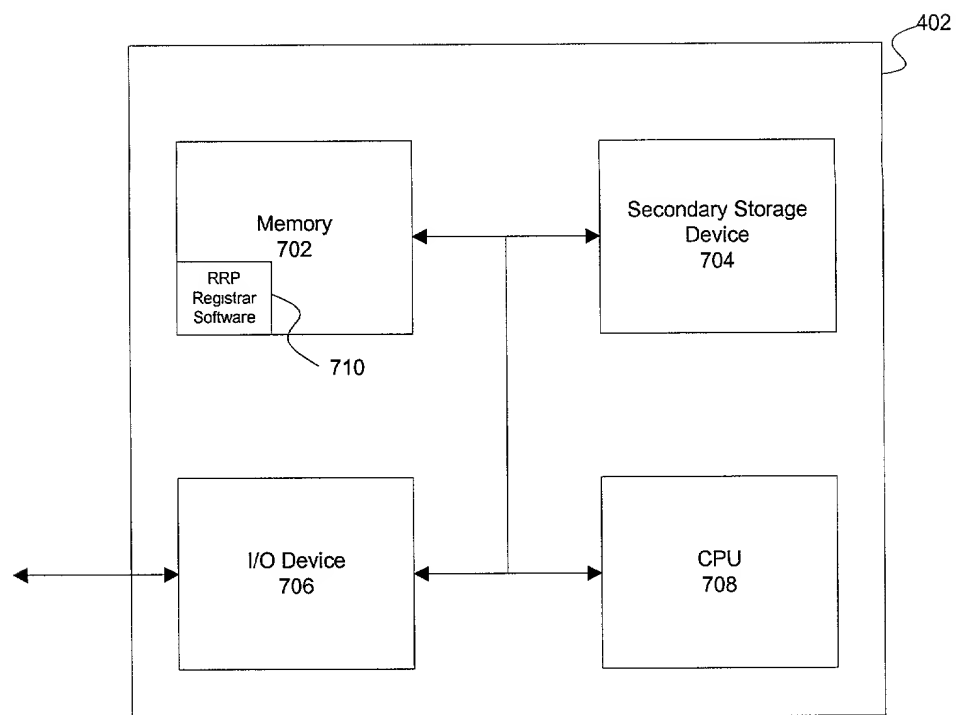 402
Memory
702
RRP
Registrar
Software
710
Secondary Storage
Device
704
I/O Device
706
CPU
708